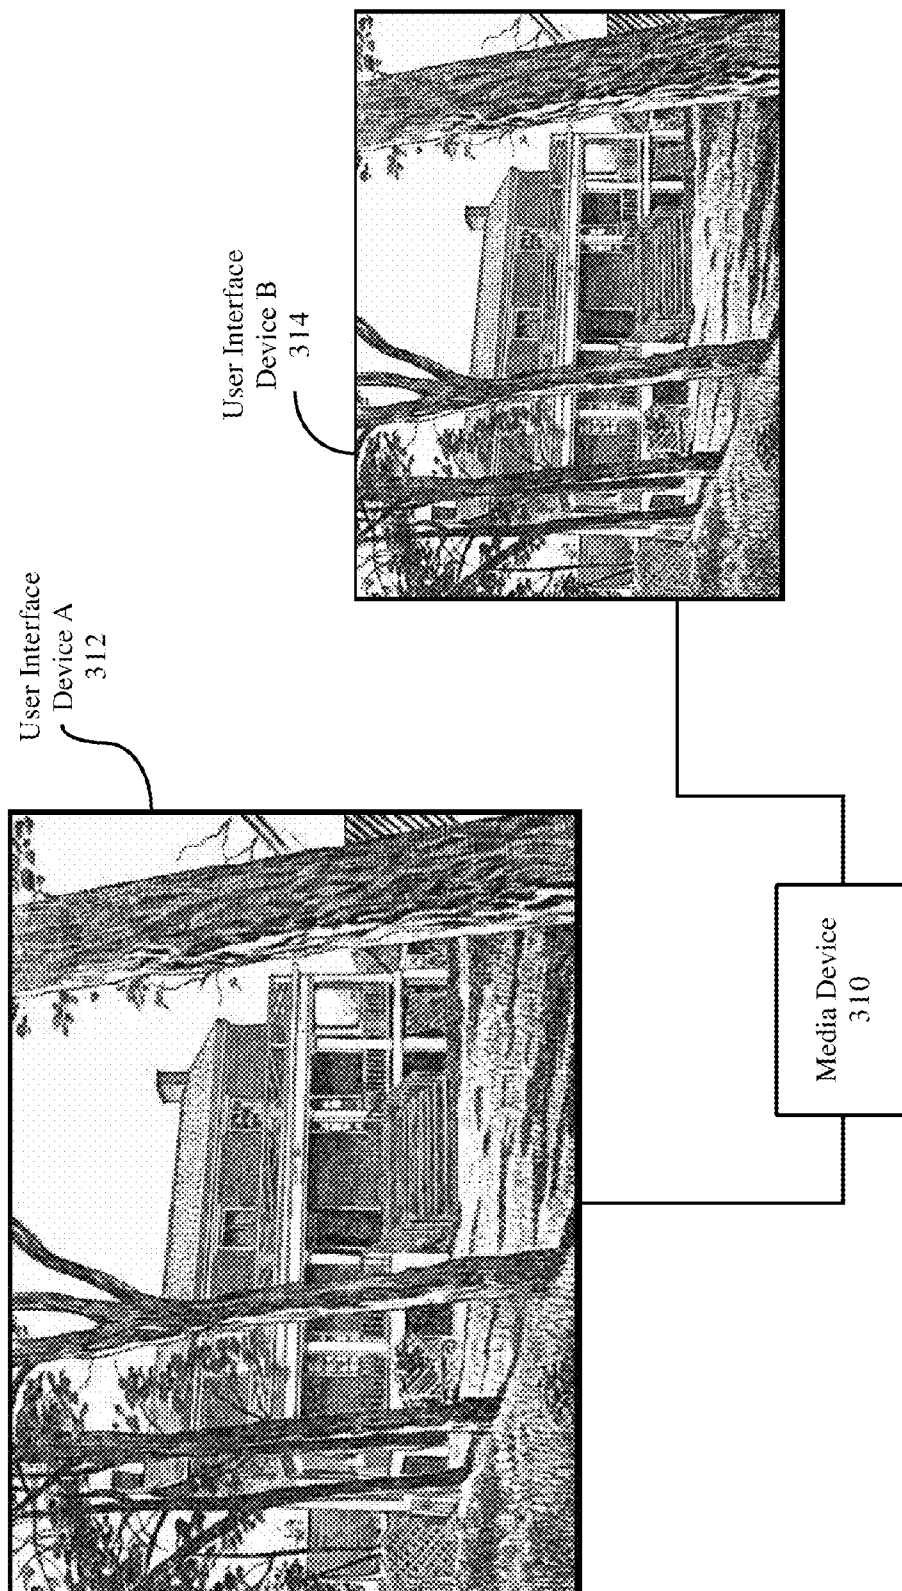 User Interface
Device A
312
User Interface
Device B
314
Media Device
310